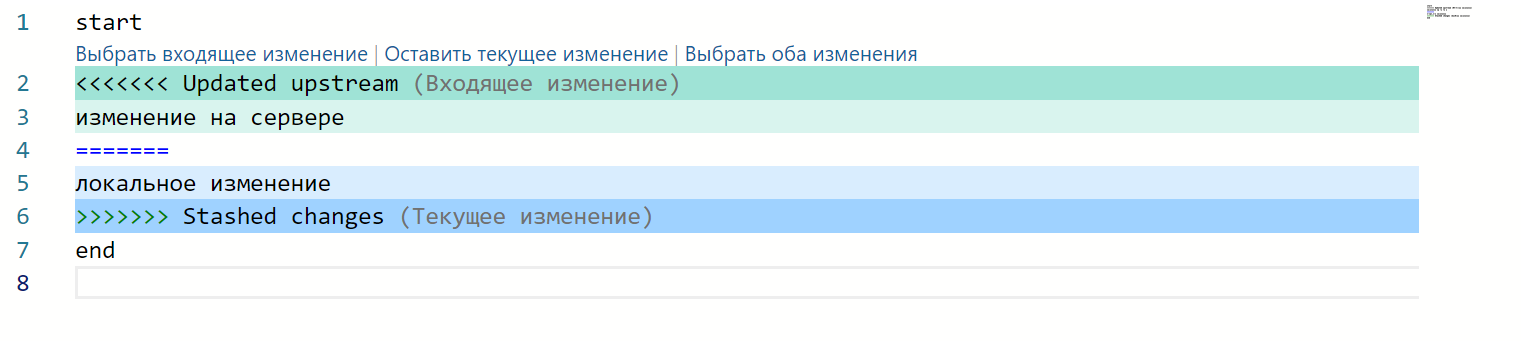 1 start
Выбрать входящее изменение | Оставить текущее изменение | Выбрать оба изменения
2 <<<<<<< Updated upstream (Входящее изменение)
3 изменение на сервере
4 =======
5 локальное изменение
6 >>>>>>> Stashed changes (Текущее изменение)
7 end
8